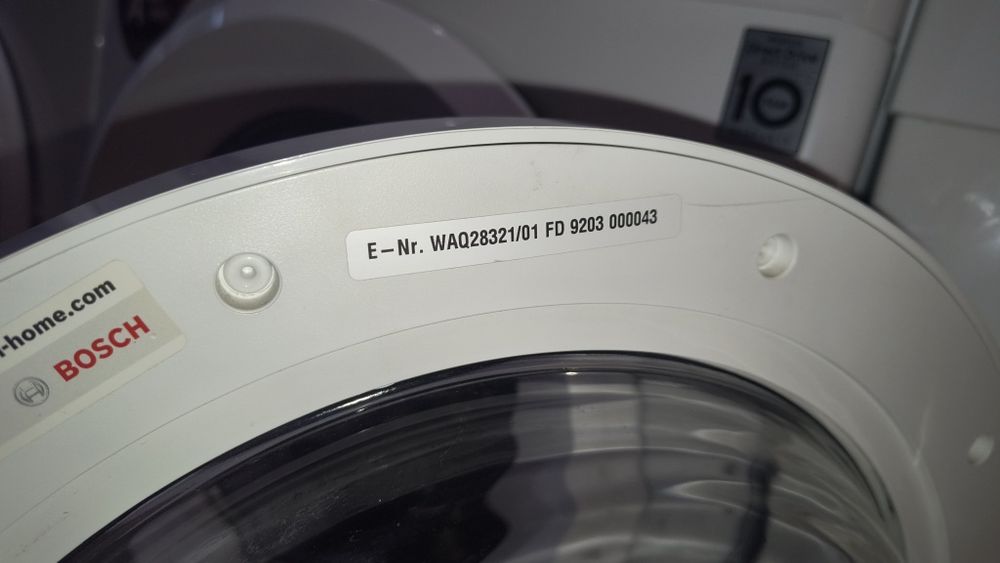 E-Nr. WAQ28321/01 FD 9203 000043
-home.com
BOSCH
10